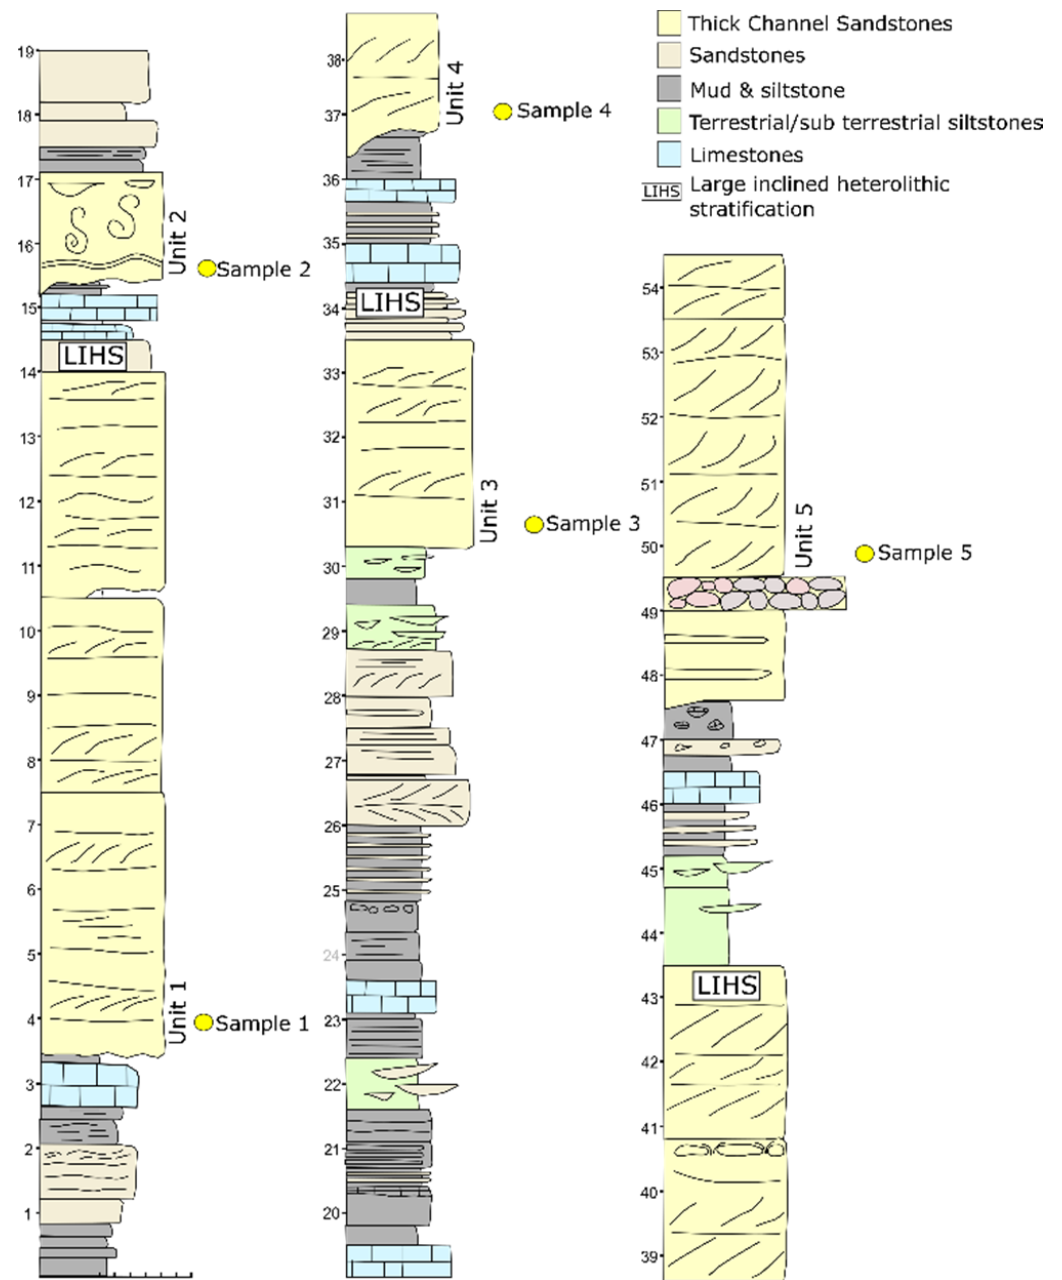 Thick Channel Sandstones
Sandstones
Mud & siltstone
Terrestrial/sub terrestrial siltstones
Limestones
LIHS Large inclined heterolithic
stratification
19
18
17
16
15
14
13
12
11
10
9
8
7
6
5
4
3
2
1
Unit 2
Sample 2
LIHS
Unit 1
Sample 1
38
37
36
35
34
33
32
31
30
29
28
27
26
25
24
23
22
21
20
Unit 4
Sample 4
LIHS
Unit 3
Sample 3
54
53
52
51
50
49
48
47
46
45
44
43
42
41
40
39
Unit 5
Sample 5
LIHS